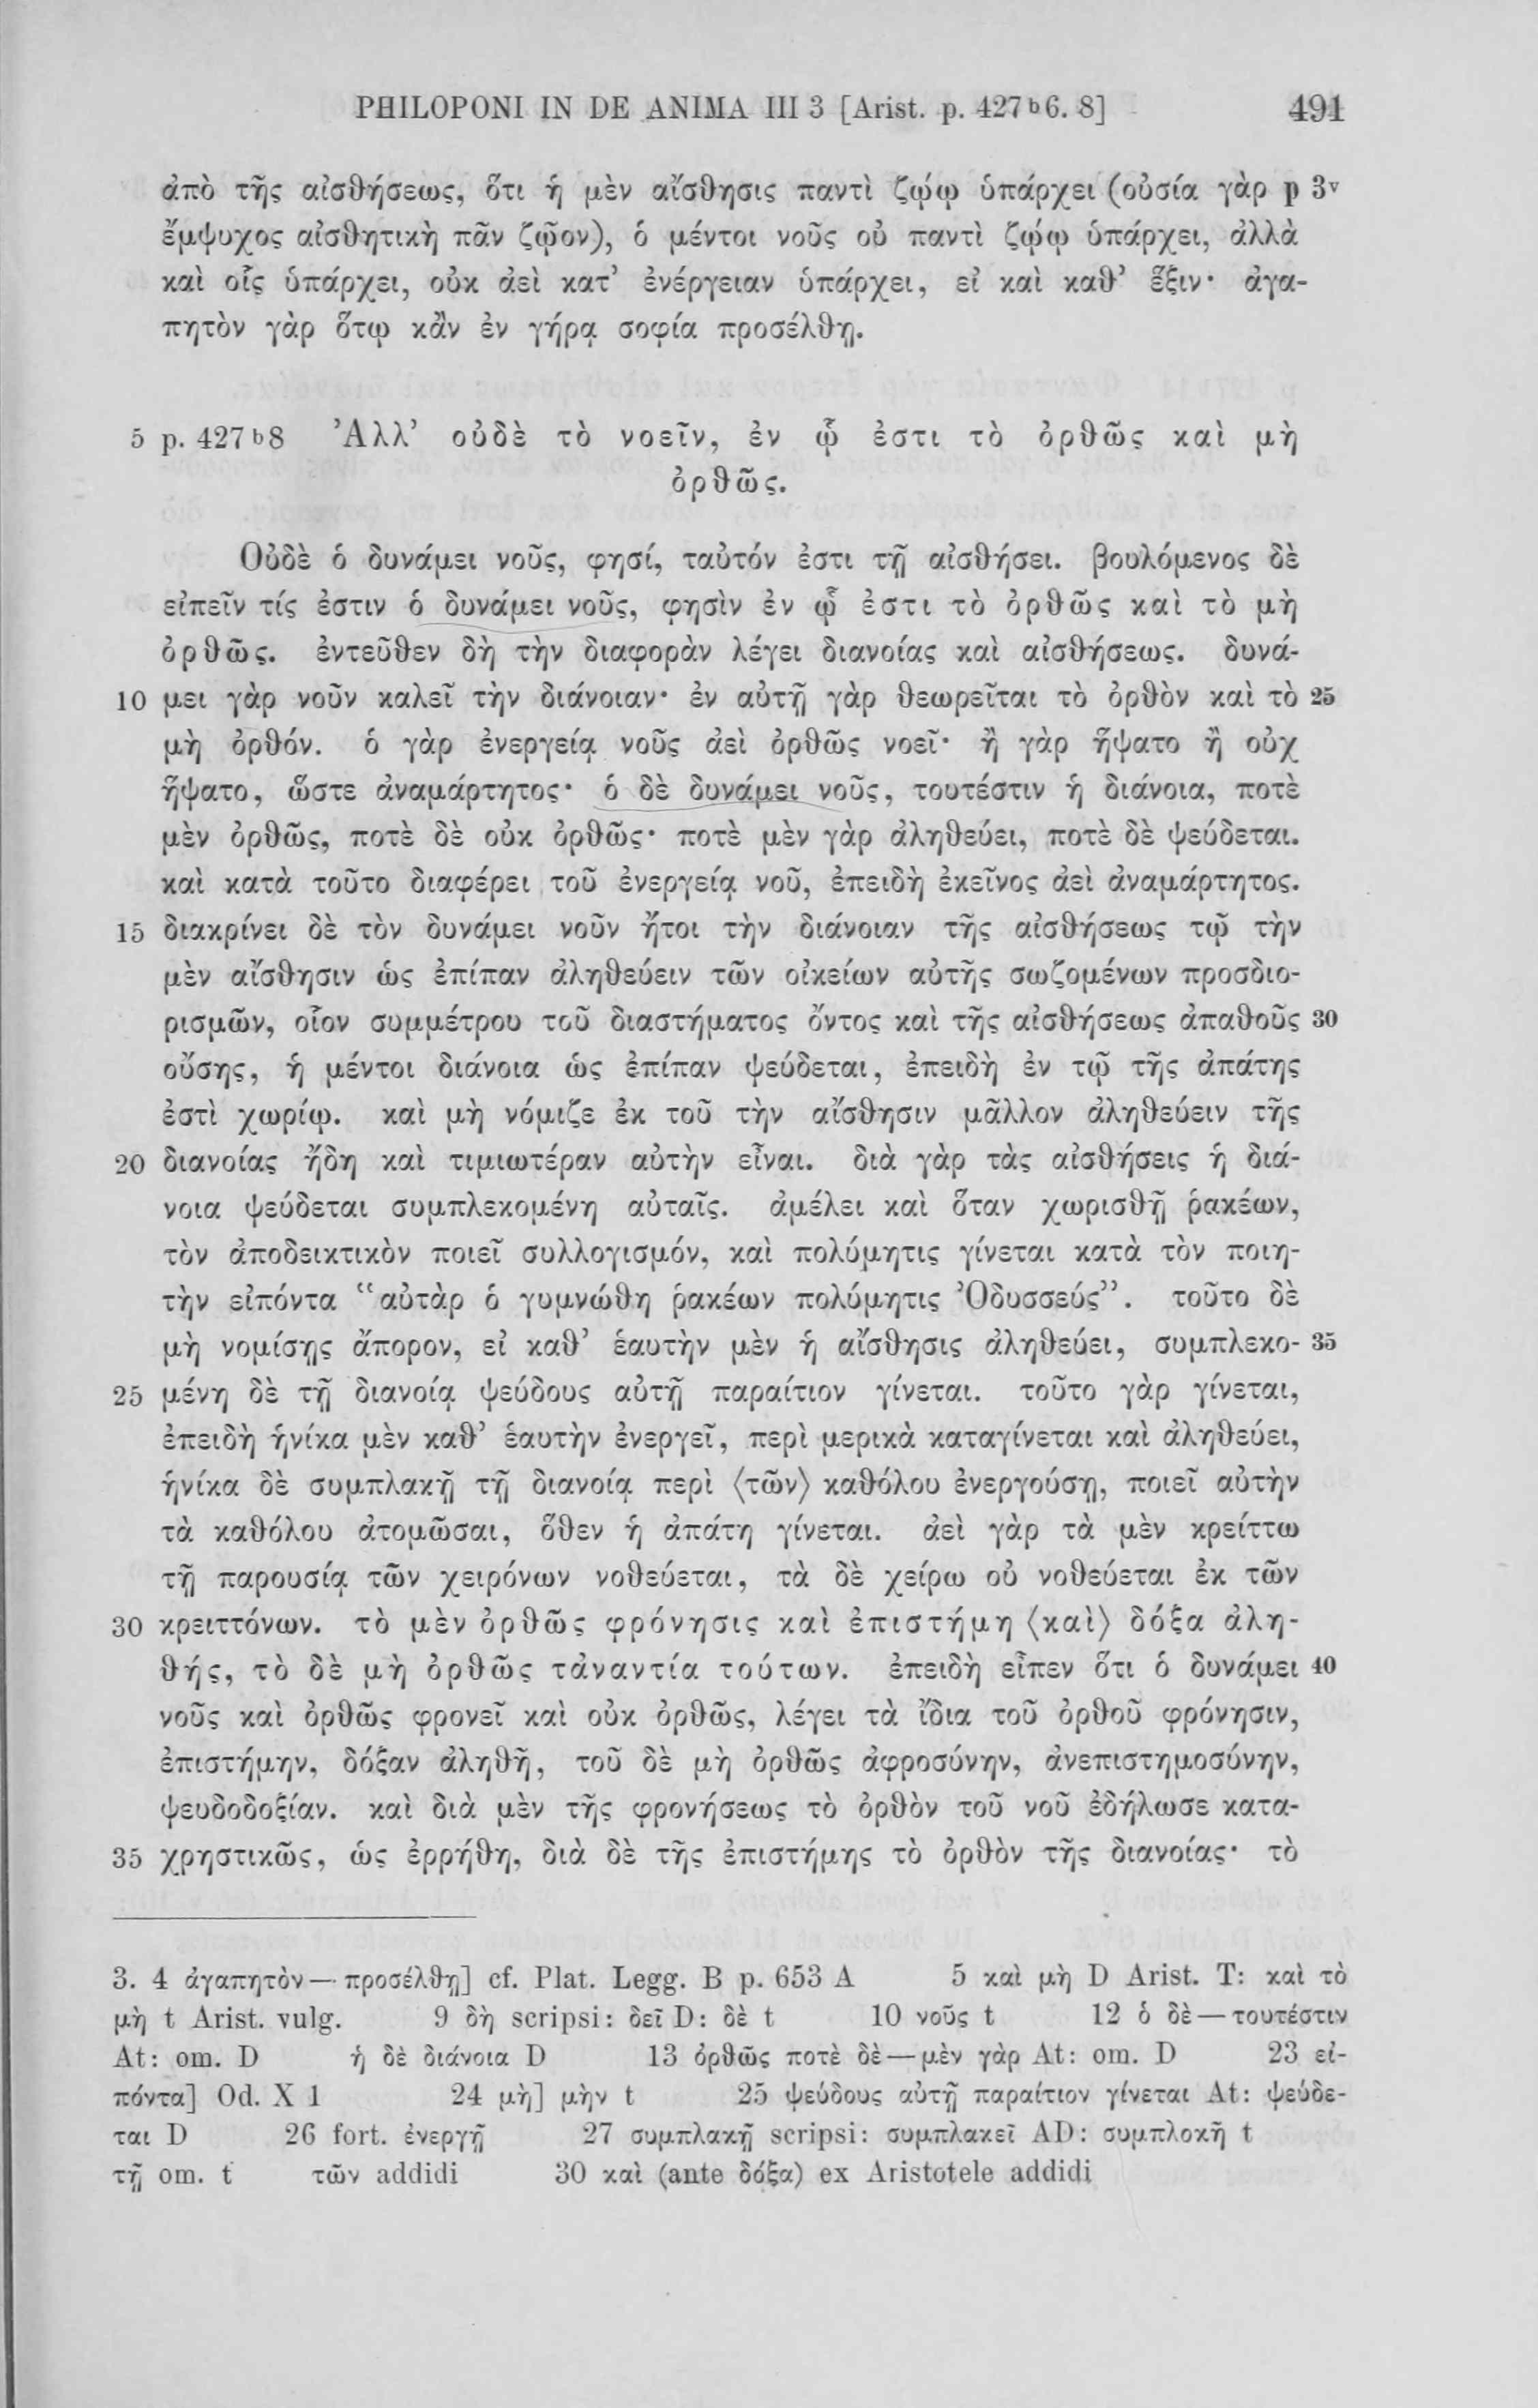 PHILOPONI IN DE ANIMA III 3 [Arist. p. 427 b 6. 8] 491
ἀπὸ τῆς αἰσθήσεως, ὅτι ἡ μὲν αἴσθησις παντὶ ζῴῳ ὑπάρχει (οὐσία γὰρ p 3v
ἔμψυχος αἰσθητικὴ πᾶν ζῷον), ὁ μέντοι νοῦς οὐ παντὶ ζῴῳ ὑπάρχει, ἀλλὰ
καὶ οἷς ὑπάρχει, οὐκ ἀεὶ κατ’ ἐνέργειαν ὑπάρχει, εἰ καὶ καθ’ ἕξιν· ἀγα-
πητὸν γὰρ ὅτῳ κἂν ἐν γήρᾳ σοφία προσέλθῃ.
5 p. 427 b 8 Ἀλλ’ οὐδὲ τὸ νοεῖν, ἐν ᾧ ἐστι τὸ ὀρθῶς καὶ μὴ
ὀρθῶς.
Οὐδὲ ὁ δυνάμει νοῦς, φησί, ταὐτόν ἐστι τῇ αἰσθήσει. βουλόμενος δὲ
εἰπεῖν τίς ἐστιν ὁ δυνάμει νοῦς, φησὶν ἐν ᾧ ἐστι τὸ ὀρθῶς καὶ τὸ μὴ
ὀρθῶς. ἐντεῦθεν δὴ τὴν διαφορὰν λέγει διανοίας καὶ αἰσθήσεως. δυνά-
10 μει γὰρ νοῦν καλεῖ τὴν διάνοιαν· ἐν αὐτῇ γὰρ θεωρεῖται τὸ ὀρθὸν καὶ τὸ 25
μὴ ὀρθόν. ὁ γὰρ ἐνεργείᾳ νοῦς ἀεὶ ὀρθῶς νοεῖ· ἢ γὰρ ἥψατο ἢ οὐχ
ἥψατο, ὥστε ἀναμάρτητος· ὁ δὲ δυνάμει νοῦς, τουτέστιν ἡ διάνοια, ποτὲ
μὲν ὀρθῶς, ποτὲ δὲ οὐκ ὀρθῶς· ποτὲ μὲν γὰρ ἀληθεύει, ποτὲ δὲ ψεύδεται.
καὶ κατὰ τοῦτο διαφέρει τοῦ ἐνεργείᾳ νοῦ, ἐπειδὴ ἐκεῖνος ἀεὶ ἀναμάρτητος.
15 διακρίνει δὲ τὸν δυνάμει νοῦν ἤτοι τὴν διάνοιαν τῆς αἰσθήσεως τῷ τὴν
μὲν αἴσθησιν ὡς ἐπίπαν ἀληθεύειν τῶν οἰκείων αὐτῆς σωζομένων προσδιο-
ρισμῶν, οἷον συμμέτρου τοῦ διαστήματος ὄντος καὶ τῆς αἰσθήσεως ἀπαθοῦς 30
οὔσης, ἡ μέντοι διάνοια ὡς ἐπίπαν ψεύδεται, ἐπειδὴ ἐν τῷ τῆς ἀπάτης
ἐστὶ χωρίῳ. καὶ μὴ νόμιζε ἐκ τοῦ τὴν αἴσθησιν μᾶλλον ἀληθεύειν τῆς
20 διανοίας ἤδη καὶ τιμιωτέραν αὐτὴν εἶναι. διὰ γὰρ τὰς αἰσθήσεις ἡ διά-
νοια ψεύδεται συμπλεκομένη αὐταῖς. ἀμέλει καὶ ὅταν χωρισθῇ ῥακέων,
τὸν ἀποδεικτικὸν ποιεῖ συλλογισμόν, καὶ πολύμητις γίνεται κατὰ τὸν ποιη-
τὴν εἰπόντα “αὐτὰρ ὁ γυμνώθη ῥακέων πολύμητις Ὀδυσσεύς”. τοῦτο δὲ
μὴ νομίσῃς ἄπορον, εἰ καθ’ ἑαυτὴν μὲν ἡ αἴσθησις ἀληθεύει, συμπλεκο- 35
25 μένη δὲ τῇ διανοίᾳ ψεύδους αὐτῇ παραίτιον γίνεται. τοῦτο γὰρ γίνεται,
ἐπειδὴ ἡνίκα μὲν καθ’ ἑαυτὴν ἐνεργεῖ, περὶ μερικὰ καταγίνεται καὶ ἀληθεύει,
ἡνίκα δὲ συμπλακῇ τῇ διανοίᾳ περὶ ⟨τῶν⟩ καθόλου ἐνεργούσῃ, ποιεῖ αὐτὴν
τὰ καθόλου ἀτομῶσαι, ὅθεν ἡ ἀπάτη γίνεται. ἀεὶ γὰρ τὰ μὲν κρείττω
τῇ παρουσίᾳ τῶν χειρόνων νοθεύεται, τὰ δὲ χείρω οὐ νοθεύεται ἐκ τῶν
30 κρειττόνων. τὸ μὲν ὀρθῶς φρόνησις καὶ ἐπιστήμη ⟨καὶ⟩ δόξα ἀλη-
θής, τὸ δὲ μὴ ὀρθῶς τἀναντία τούτων. ἐπειδὴ εἶπεν ὅτι ὁ δυνάμει 40
νοῦς καὶ ὀρθῶς φρονεῖ καὶ οὐκ ὀρθῶς, λέγει τὰ ἴδια τοῦ ὀρθοῦ φρόνησιν,
ἐπιστήμην, δόξαν ἀληθῆ, τοῦ δὲ μὴ ὀρθῶς ἀφροσύνην, ἀνεπιστημοσύνην,
ψευδοδοξίαν. καὶ διὰ μὲν τῆς φρονήσεως τὸ ὀρθὸν τοῦ νοῦ ἐδήλωσε κατα-
35 χρηστικῶς, ὡς ἐρρήθη, διὰ δὲ τῆς ἐπιστήμης τὸ ὀρθὸν τῆς διανοίας· τὸ
3. 4 ἀγαπητὸν — προσέλθῃ] cf. Plat. Legg. B p. 653 A 5 καὶ μὴ D Arist. T: καὶ τὸ
μὴ t Arist. vulg. 9 δὴ scripsi: δεῖ D: δὲ t 10 νοῦς t 12 ὁ δὲ — τουτέστιν
At: om. D ἡ δὲ διάνοια D 13 ὀρθῶς ποτὲ δὲ — μὲν γὰρ At: om. D 23 εἰ-
πόντα] Od. X 1 24 μὴ] μὴν t 25 ψεύδους αὐτῇ παραίτιον γίνεται At: ψεύδε-
ται D 26 fort. ἐνεργῇ 27 συμπλακῇ scripsi: συμπλακεῖ AD: συμπλοκῇ t
τῇ om. t τῶν addidi 30 καὶ (ante δόξα) ex Aristotele addidi